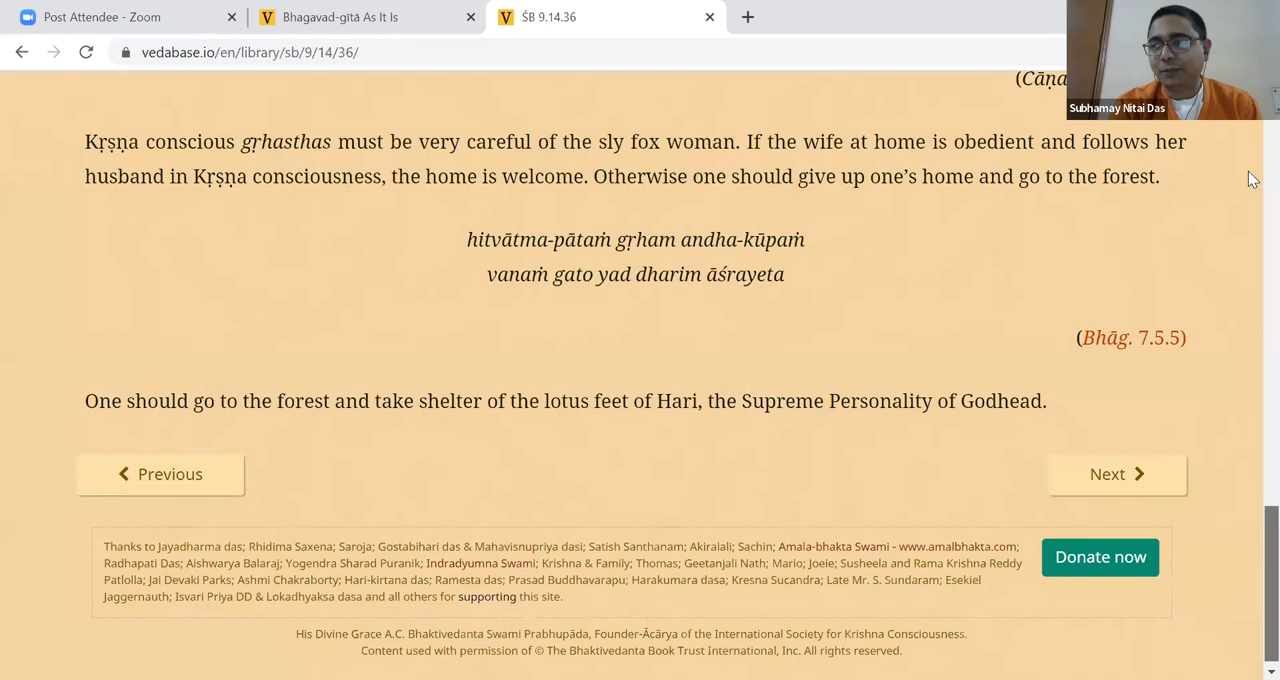 Post Attendee - Zoom
Bhagavad-gītā As It Is
ŚB 9.14.36
vedabase.io/en/library/sb/9/14/36/
Subhamay Nitai Das
Kṛṣṇa conscious gṛhasthas must be very careful of the sly fox woman. If the wife at home is obedient and follows her
husband in Kṛṣṇa consciousness, the home is welcome. Otherwise one should give up one's home and go to the forest.
hitvātma-pātaṁ gṛham andha-kūpaṁ
vanaṁ gato yad dharim āśrayeta
(Bhāg. 7.5.5)
One should go to the forest and take shelter of the lotus feet of Hari, the Supreme Personality of Godhead.
Previous
Next
Thanks to Jayadharma das; Rhidima Saxena; Saroja; Gostabihari das & Mahavisnupriya dasi; Satish Santhanam; Akiralali; Sachin; Amala-bhakta Swami - www.amalbhakta.com;
Radhapati Das; Aishwarya Balaraj; Yogendra Sharad Puranik; Indradyumna Swami; Krishna & Family; Thomas; Geetanjali Nath; Mario; Joeie; Susheela and Rama Krishna Reddy
Patlolla; Jai Devaki Parks; Ashmi Chakraborty; Hari-kirtana das; Ramesta das; Prasad Buddhavarapu; Harakumara dasa; Kresna Sucandra; Late Mr. S. Sundaram; Esekiel
Jaggernauth; Isvari Priya DD & Lokadhyaksa dasa and all others for supporting this site.
Donate now
His Divine Grace A.C. Bhaktivedanta Swami Prabhupāda, Founder-Ācārya of the International Society for Krishna Consciousness.
Content used with permission of © The Bhaktivedanta Book Trust International, Inc. All rights reserved.